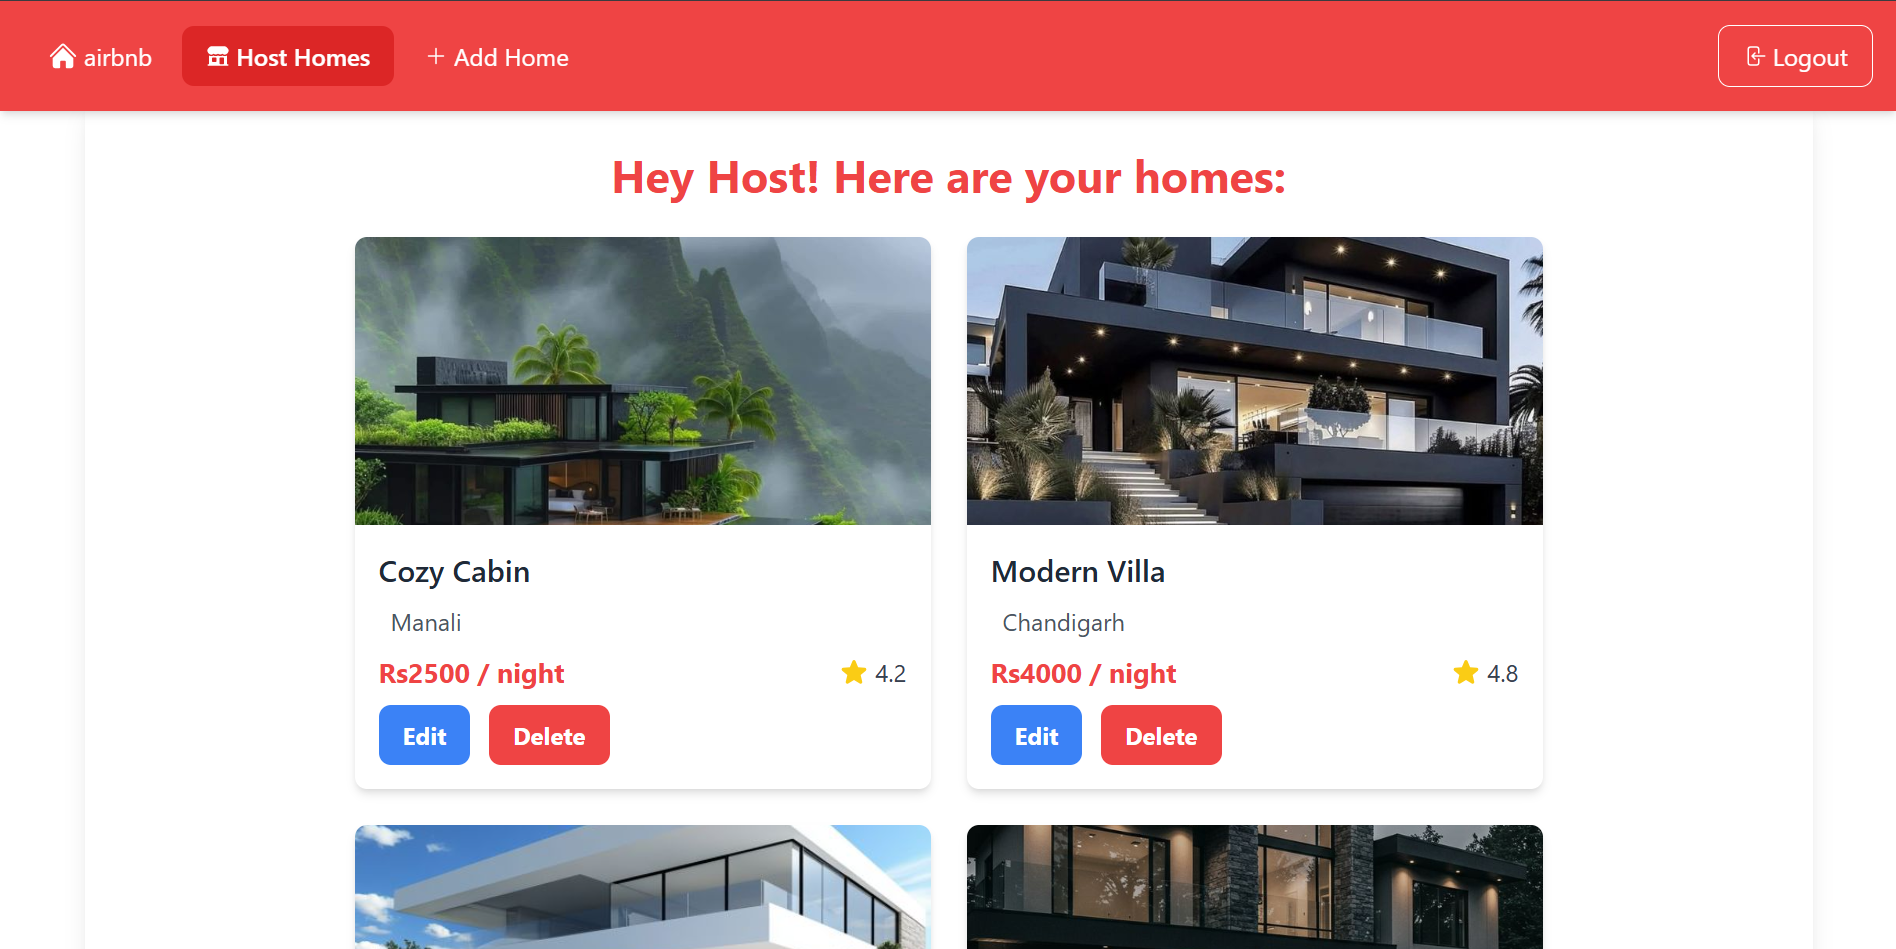 airbnb
Host Homes
Add Home
Logout
Hey Host! Here are your homes:
Cozy Cabin
Manali
Rs2500 / night
4.2
Edit
Delete
Modern Villa
Chandigarh
Rs4000 / night
4.8
Edit
Delete